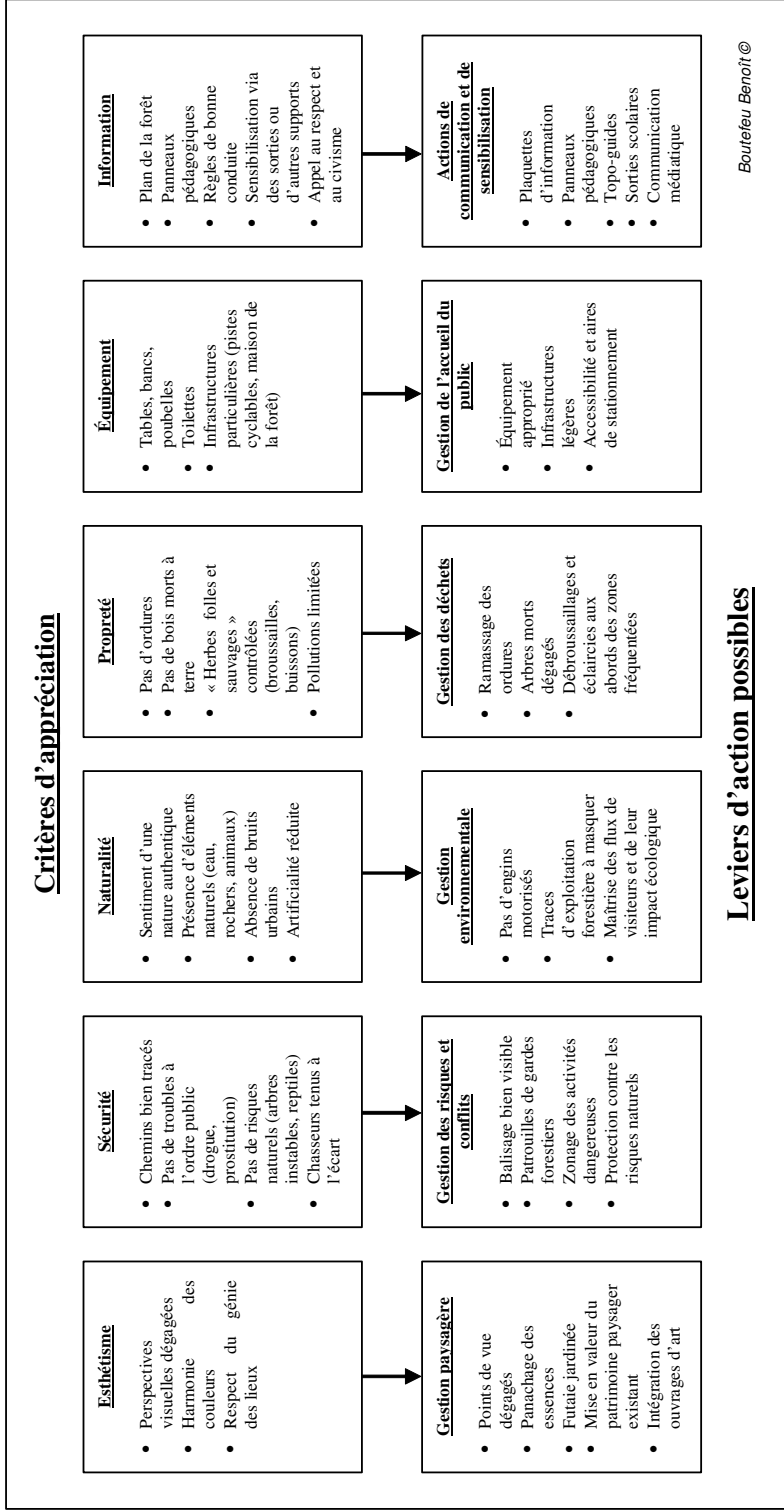 Critères d'appréciation
Esthétisme
• Perspectives
visuelles dégagées
• Harmonie des
couleurs
• Respect du génie
des lieux
Sécurité
• Chemins bien tracés
• Pas de troubles à
l'ordre public
(drogue,
prostitution)
• Pas de risques
naturels (arbres
instables, reptiles)
• Chasseurs tenus à
l'écart
Naturalité
• Sentiment d'une
nature authentique
• Présence d'éléments
naturels (eau,
rochers, animaux)
• Absence de bruits
urbains
• Artificialité réduite
Propreté
• Pas d'ordures
• Pas de bois morts à
terre
• « Herbes folles et
sauvages »
contrôlées
(broussailles,
buissons)
• Pollutions limitées
Équipement
• Tables, bancs,
poubelles
• Toilettes
• Infrastructures
particulières (pistes
cyclables, maison de
la forêt)
Information
• Plan de la forêt
• Panneaux
pédagogiques
• Règles de bonne
conduite
• Sensibilisation via
des sorties ou
d'autres supports
• Appel au respect et
au civisme
Gestion paysagère
• Points de vue
dégagés
• Panachage des
essences
• Futaie jardinée
• Mise en valeur du
patrimoine paysager
existant
• Intégration des
ouvrages d'art
Gestion des risques et
conflits
• Balisage bien visible
• Patrouilles de gardes
forestiers
• Zonage des activités
dangereuses
• Protection contre les
risques naturels
Gestion
environnementale
• Pas d'engins
motorisés
• Traces
d'exploitation
forestière à masquer
• Maîtrise des flux de
visiteurs et de leur
impact écologique
Gestion des déchets
• Ramassage des
ordures
• Arbres morts
dégagés
• Débroussaillages et
éclaircies aux
abords des zones
fréquentées
Gestion de l'accueil du
public
• Équipement
approprié
• Infrastructures
légères
• Accessibilité et aires
de stationnement
Actions de
communication et de
sensibilisation
• Plaquettes
d'information
• Panneaux
pédagogiques
• Topo-guides
• Sorties scolaires
• Communication
médiatique
Leviers d'action possibles
Boutefeu Benoît ©